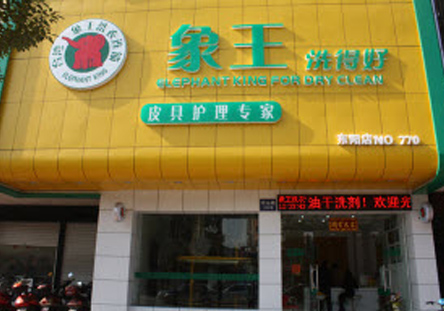 象王 洗得好
ELEPHANT KING FOR DRY CLEAN
皮具护理专家
ELEPHANT KING
东阳店NO 770
油干洗剂！欢迎光